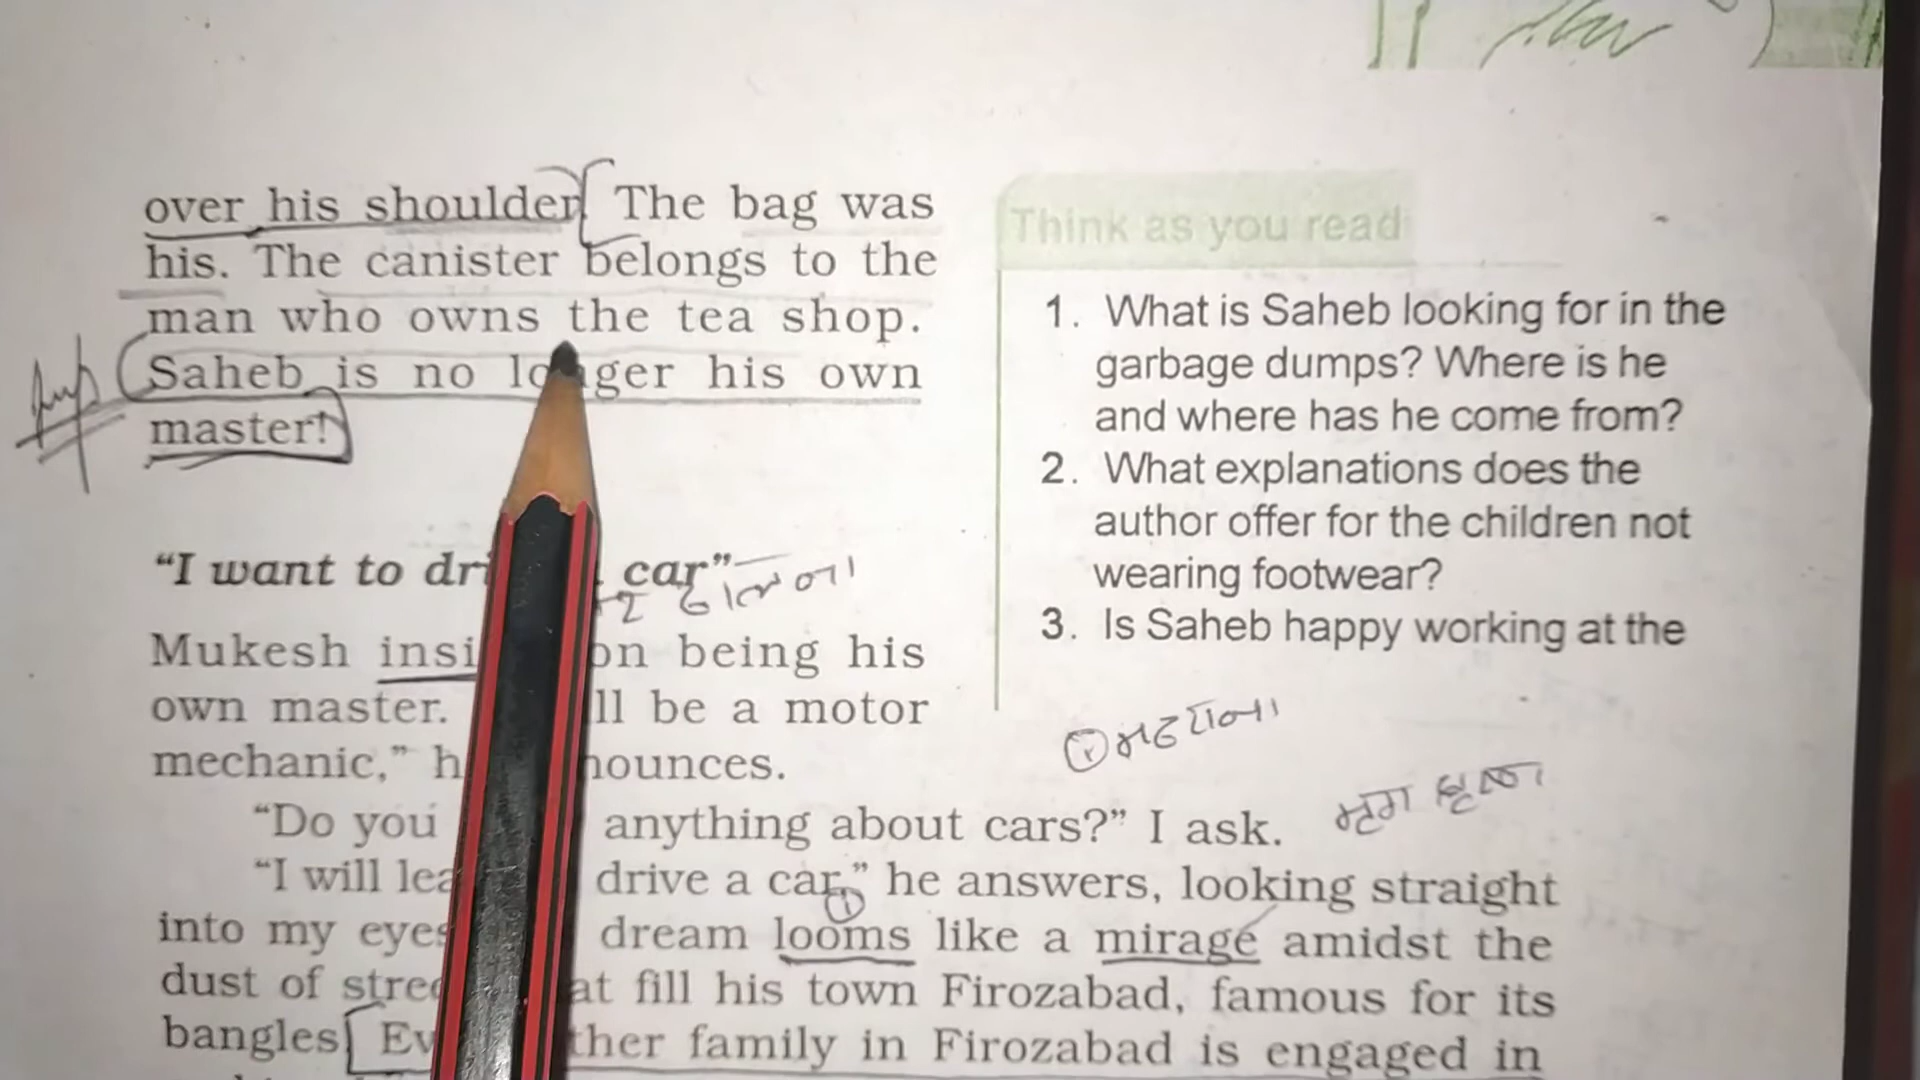 over his shoulder. The bag was
his. The canister belongs to the
man who owns the tea shop.
Saheb is no longer his own
master!
"I want to dri car"
Mukesh insi on being his
own master. ll be a motor
mechanic," h nounces.
"Do you anything about cars?" I ask.
"I will lea drive a car," he answers, looking straight
into my eyes dream looms like a mirage amidst the
dust of stree at fill his town Firozabad, famous for its
bangles. Ev ther family in Firozabad is engaged in
Think as you read
1. What is Saheb looking for in the
garbage dumps? Where is he
and where has he come from?
2. What explanations does the
author offer for the children not
wearing footwear?
3. Is Saheb happy working at the